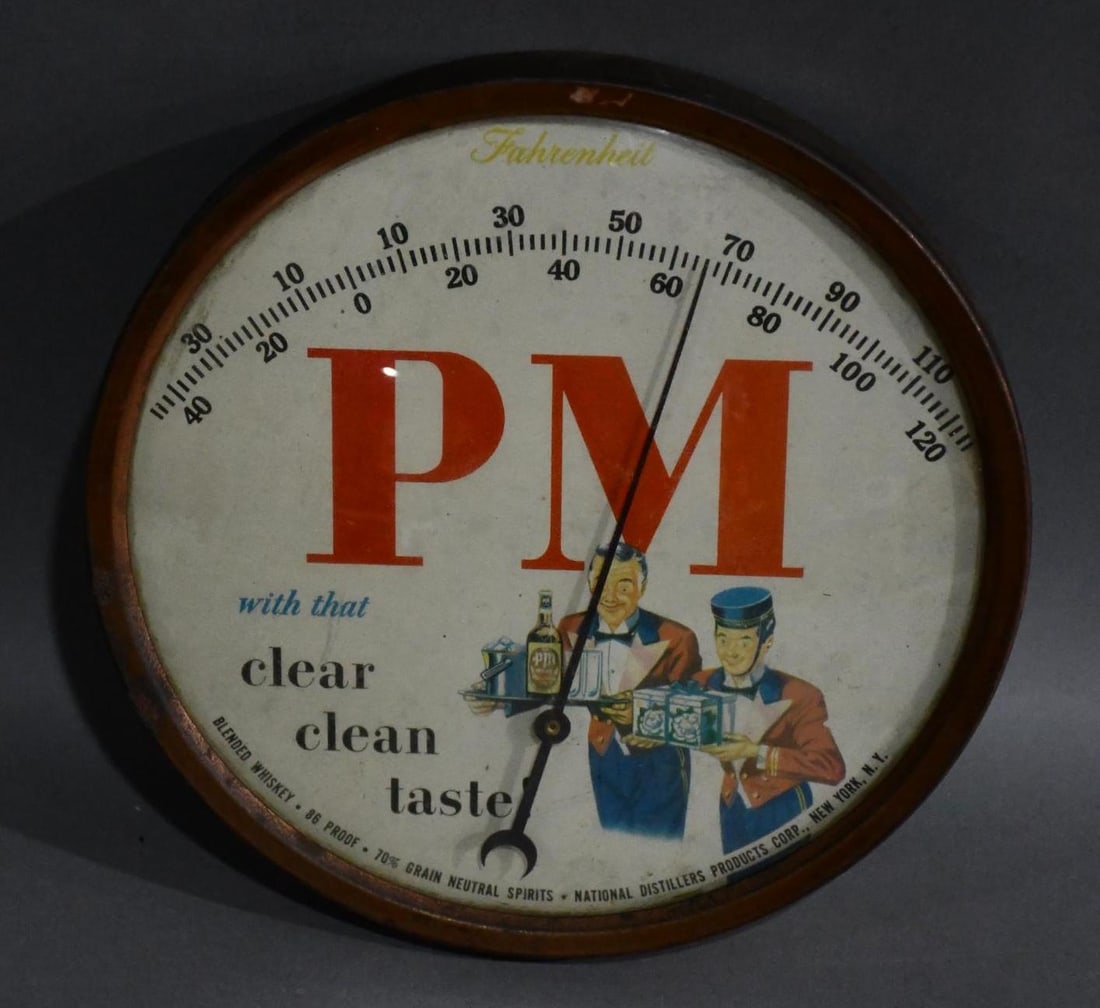 Fahrenheit
30 10 10 30 50 70 90 110
40 20 0 20 40 60 80 100 120
PM
with that
clear
clean
taste
PM
BLENDED WHISKEY • 86 PROOF • 70% GRAIN NEUTRAL SPIRITS • NATIONAL DISTILLERS PRODUCTS CORP., NEW YORK, N. Y.